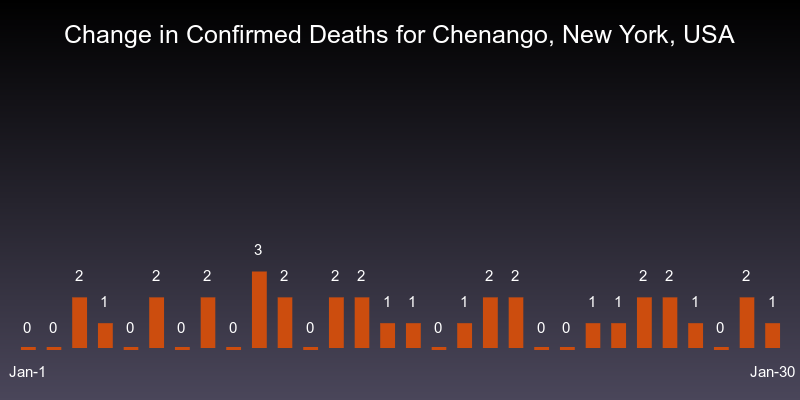 Change in Confirmed Deaths for Chenango, New York, USA
0 0 2 1 0 2 0 2 0 3 2 0 2 2 1 1 0 1 2 2 0 0 1 1 2 2 1 0 2 1
Jan-1 Jan-30